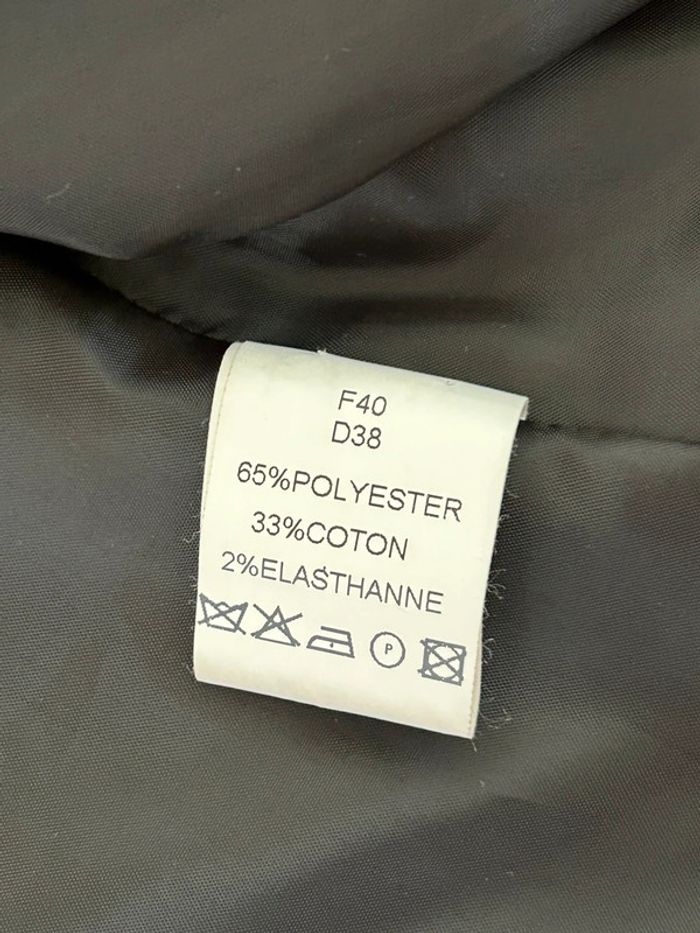 F40
D38
65%POLYESTER
33%COTON
2%ELASTHANNE
P